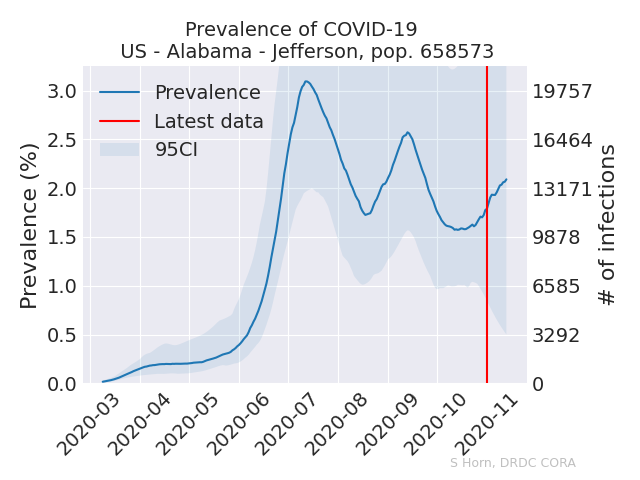 Prevalence of COVID-19
US - Alabama - Jefferson, pop. 658573
Prevalence
Latest data
95CI
Prevalence (%)
3.0
2.5
2.0
1.5
1.0
0.5
0.0
19757
16464
13171
9878
6585
3292
0
# of infections
2020-03
2020-04
2020-05
2020-06
2020-07
2020-08
2020-09
2020-10
2020-11
S Horn, DRDC CORA